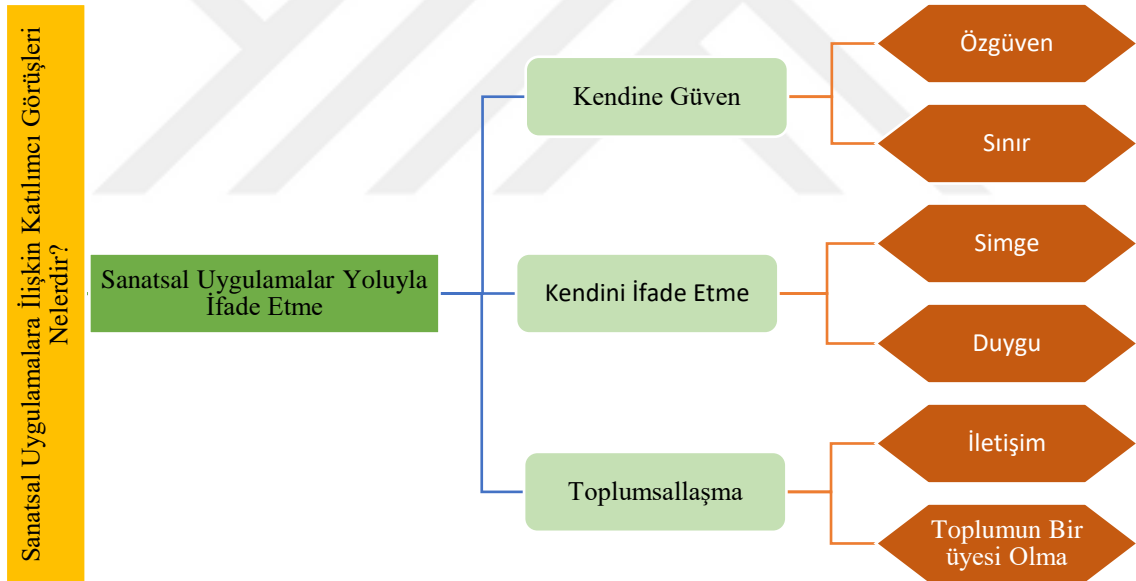 Sanatsal Uygulamalara İlişkin Katılımcı Görüşleri
Nelerdir?
Sanatsal Uygulamalar Yoluyla
İfade Etme
Kendine Güven
Özgüven
Sınır
Kendini İfade Etme
Simge
Duygu
Toplumsallaşma
İletişim
Toplumun Bir
üyesi Olma